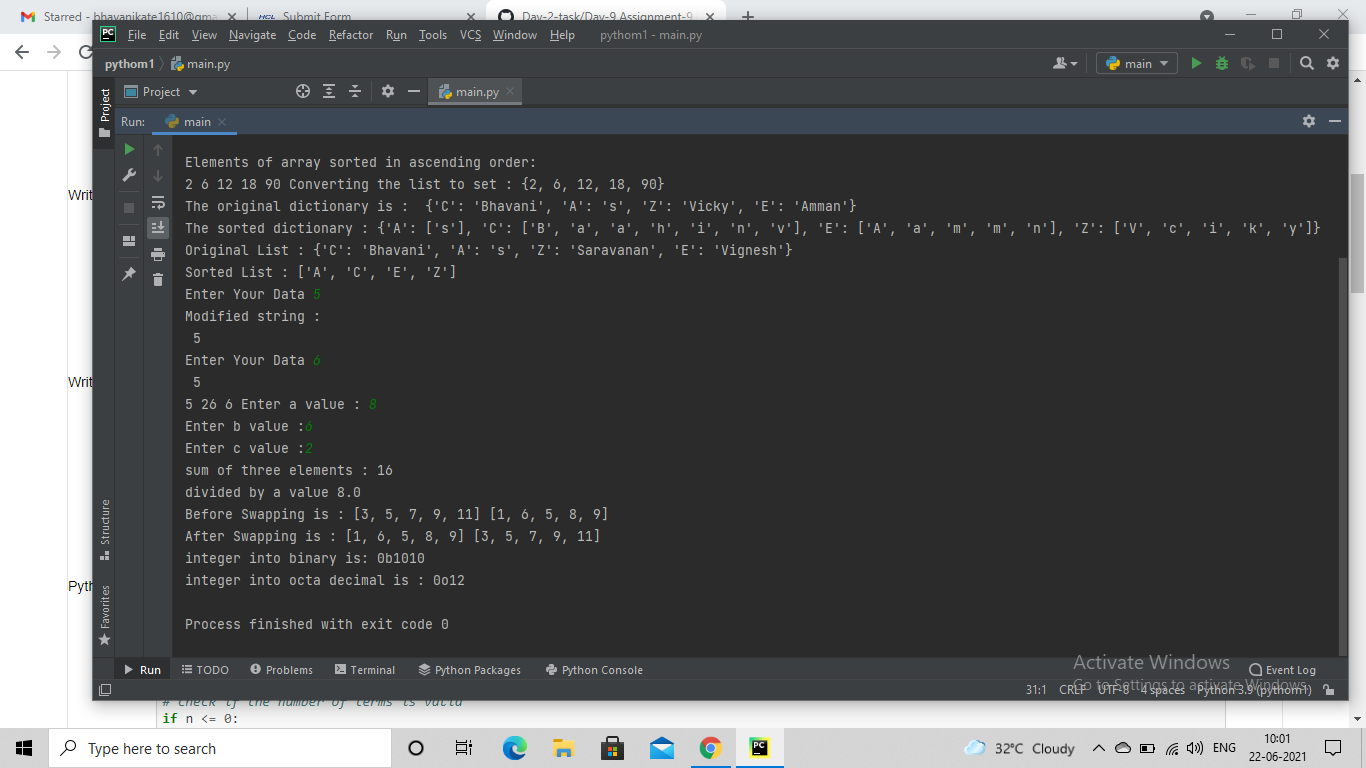 Starred - bhavanikate1610@gma
HCL Submit Form
Day-2-task/Day-9 Assignment-9
PC File Edit View Navigate Code Refactor Run Tools VCS Window Help pythom1 - main.py
pythom1 main.py
main
Project
main.py
Run: main
Project
Structure
Favorites
Writ
Writ
Pyth
Elements of array sorted in ascending order:
2 6 12 18 90 Converting the list to set : {2, 6, 12, 18, 90}
The original dictionary is :  {'C': 'Bhavani', 'A': 's', 'Z': 'Vicky', 'E': 'Amman'}
The sorted dictionary : {'A': ['s'], 'C': ['B', 'a', 'a', 'h', 'i', 'n', 'v'], 'E': ['A', 'a', 'm', 'm', 'n'], 'Z': ['V', 'c', 'i', 'k', 'y']}
Original List : {'C': 'Bhavani', 'A': 's', 'Z': 'Saravanan', 'E': 'Vignesh'}
Sorted List : ['A', 'C', 'E', 'Z']
Enter Your Data 5
Modified string :
5
Enter Your Data 6
5
5 26 6 Enter a value : 8
Enter b value :6
Enter c value :2
sum of three elements : 16
divided by a value 8.0
Before Swapping is : [3, 5, 7, 9, 11] [1, 6, 5, 8, 9]
After Swapping is : [1, 6, 5, 8, 9] [3, 5, 7, 9, 11]
integer into binary is: 0b1010
integer into octa decimal is : 0o12
Process finished with exit code 0
Run TODO Problems Terminal Python Packages Python Console Event Log
Activate Windows
Go to Settings to activate Windows.
31:1 CRLF UTF-8 4 spaces Python 3.9 (pythom1)
# check if the number of terms is valid
if n <= 0:
Type here to search
PC
32°C Cloudy
ENG
10:01
22-06-2021